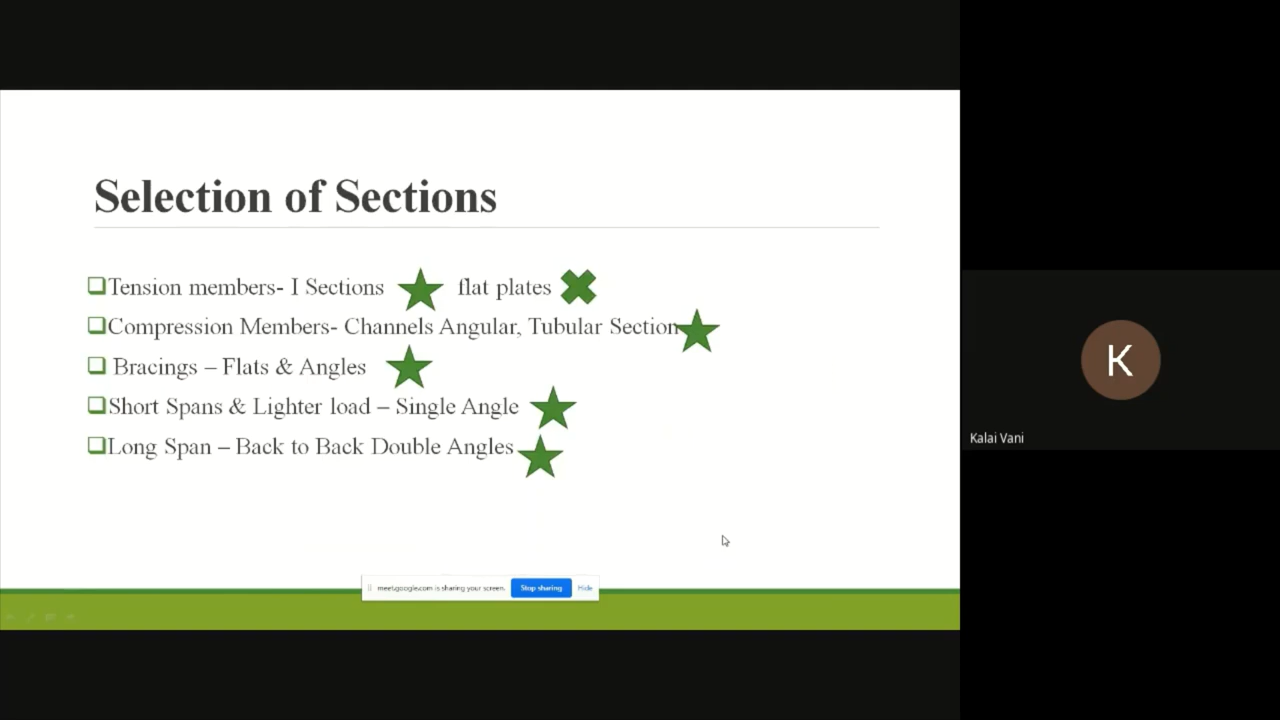 Selection of Sections
Tension members- I Sections flat plates
Compression Members- Channels Angular, Tubular Section
Bracings – Flats & Angles
Short Spans & Lighter load – Single Angle
Long Span – Back to Back Double Angles
meet.google.com is sharing your screen. Stop sharing Hide
K
Kalai Vani